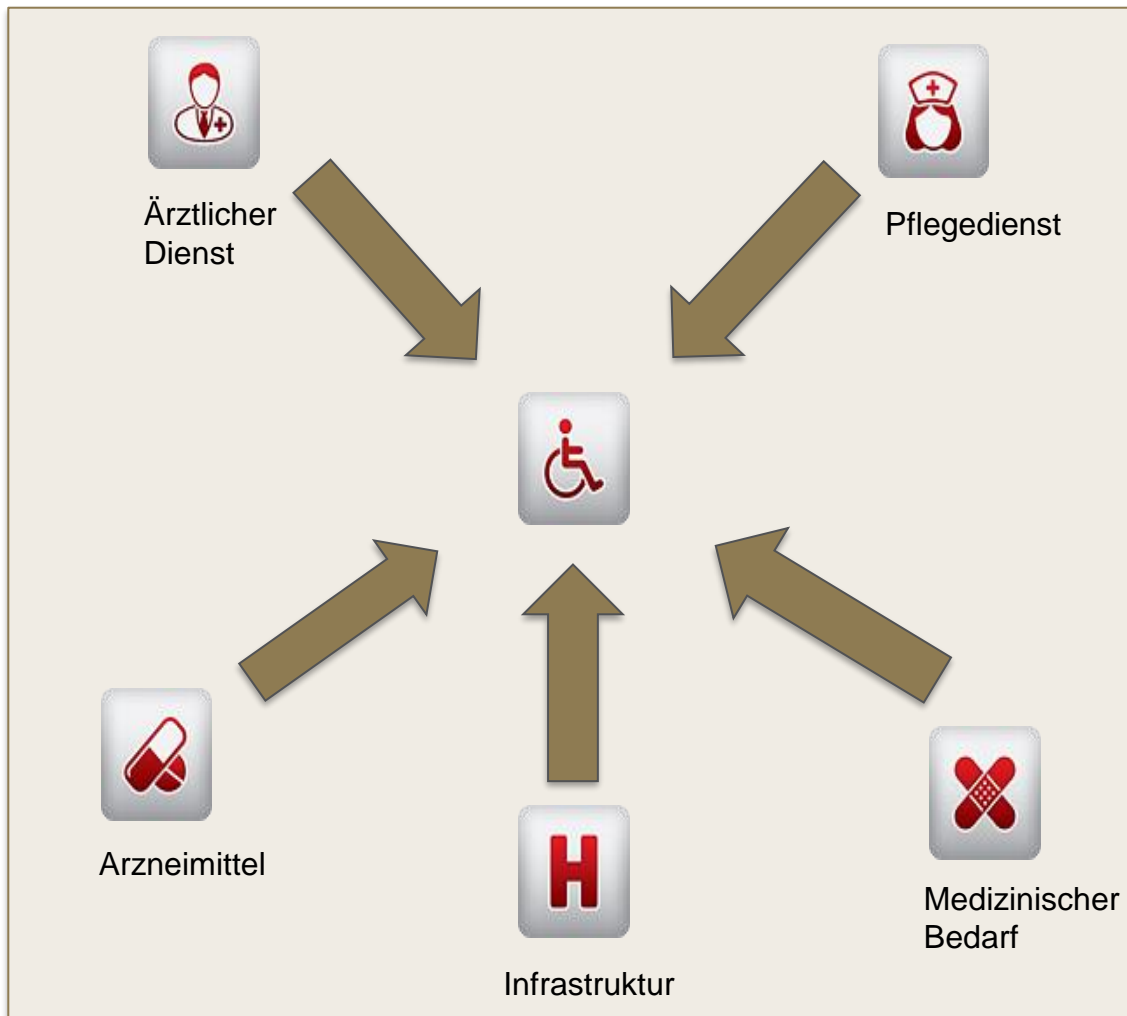 Ärztlicher
Dienst
Pflegedienst
Arzneimittel
H
Infrastruktur
Medizinischer
Bedarf